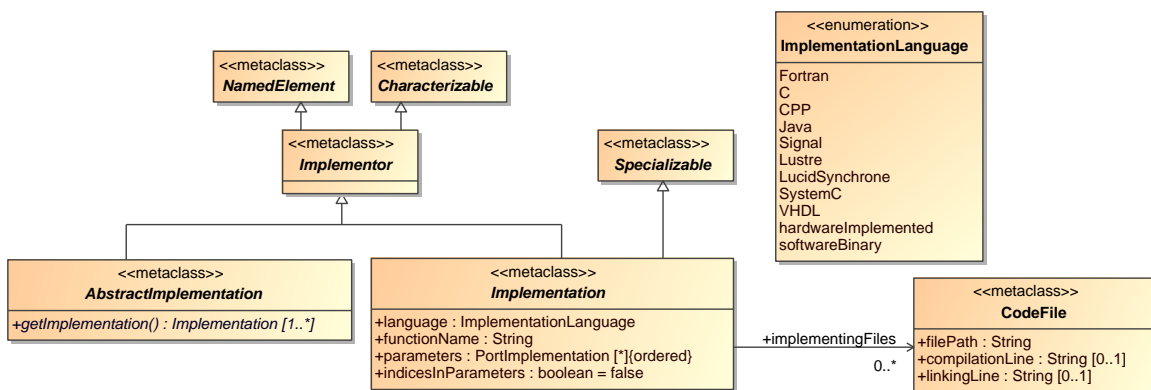 <<metaclass>>
NamedElement
<<metaclass>>
Characterizable
<<metaclass>>
Implementor
<<metaclass>>
Specializable
<<enumeration>>
ImplementationLanguage
Fortran
C
CPP
Java
Signal
Lustre
LucidSynchrone
SystemC
VHDL
hardwareImplemented
softwareBinary
<<metaclass>>
AbstractImplementation
+getImplementation() : Implementation [1..*]
<<metaclass>>
Implementation
+language : ImplementationLanguage
+functionName : String
+parameters : PortImplementation [*]{ordered}
+indicesInParameters : boolean = false
+implementingFiles
0..*
<<metaclass>>
CodeFile
+filePath : String
+compilationLine : String [0..1]
+linkingLine : String [0..1]